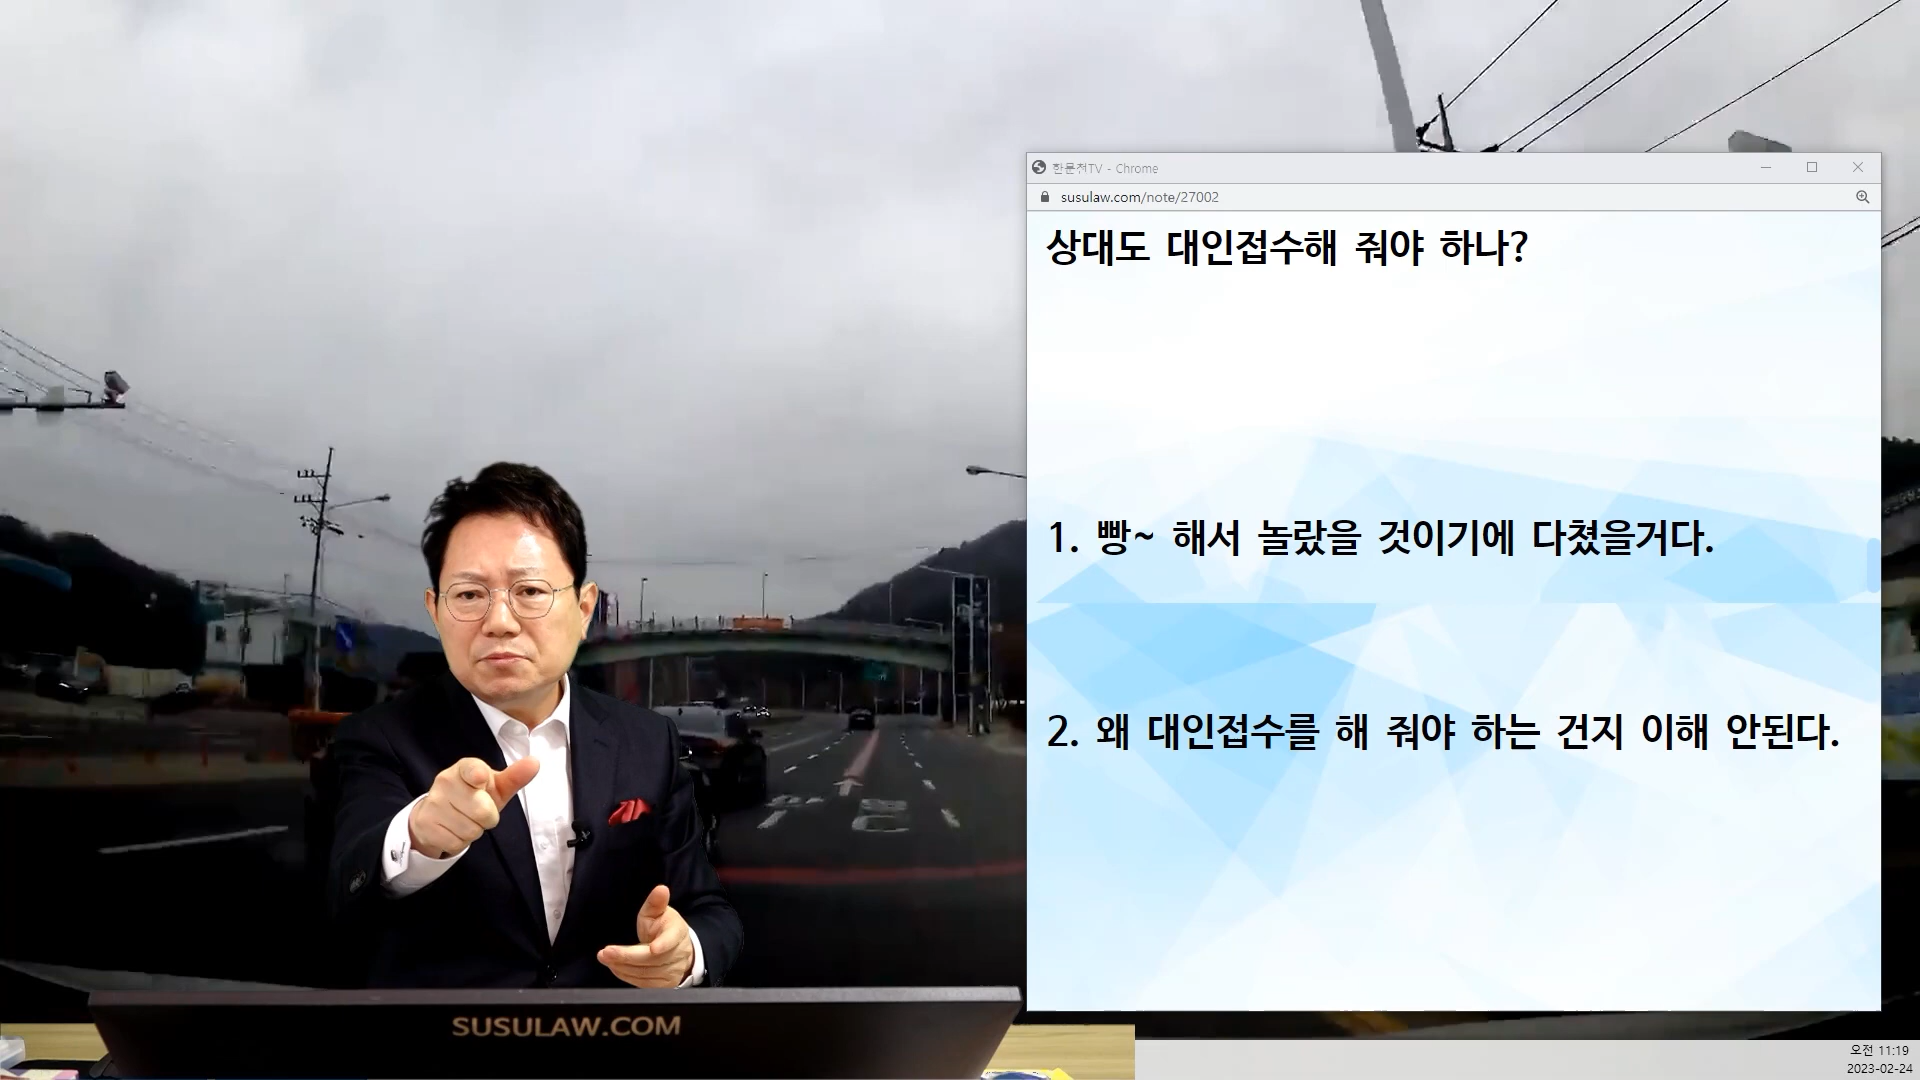 한문철TV - Chrome
susulaw.com/note/27002
상대도 대인접수해 줘야 하나?
1. 빵~ 해서 놀랐을 것이기에 다쳤을거다.
2. 왜 대인접수를 해 줘야 하는 건지 이해 안된다.
SUSULAW.COM
오전 11:19
2023-02-24